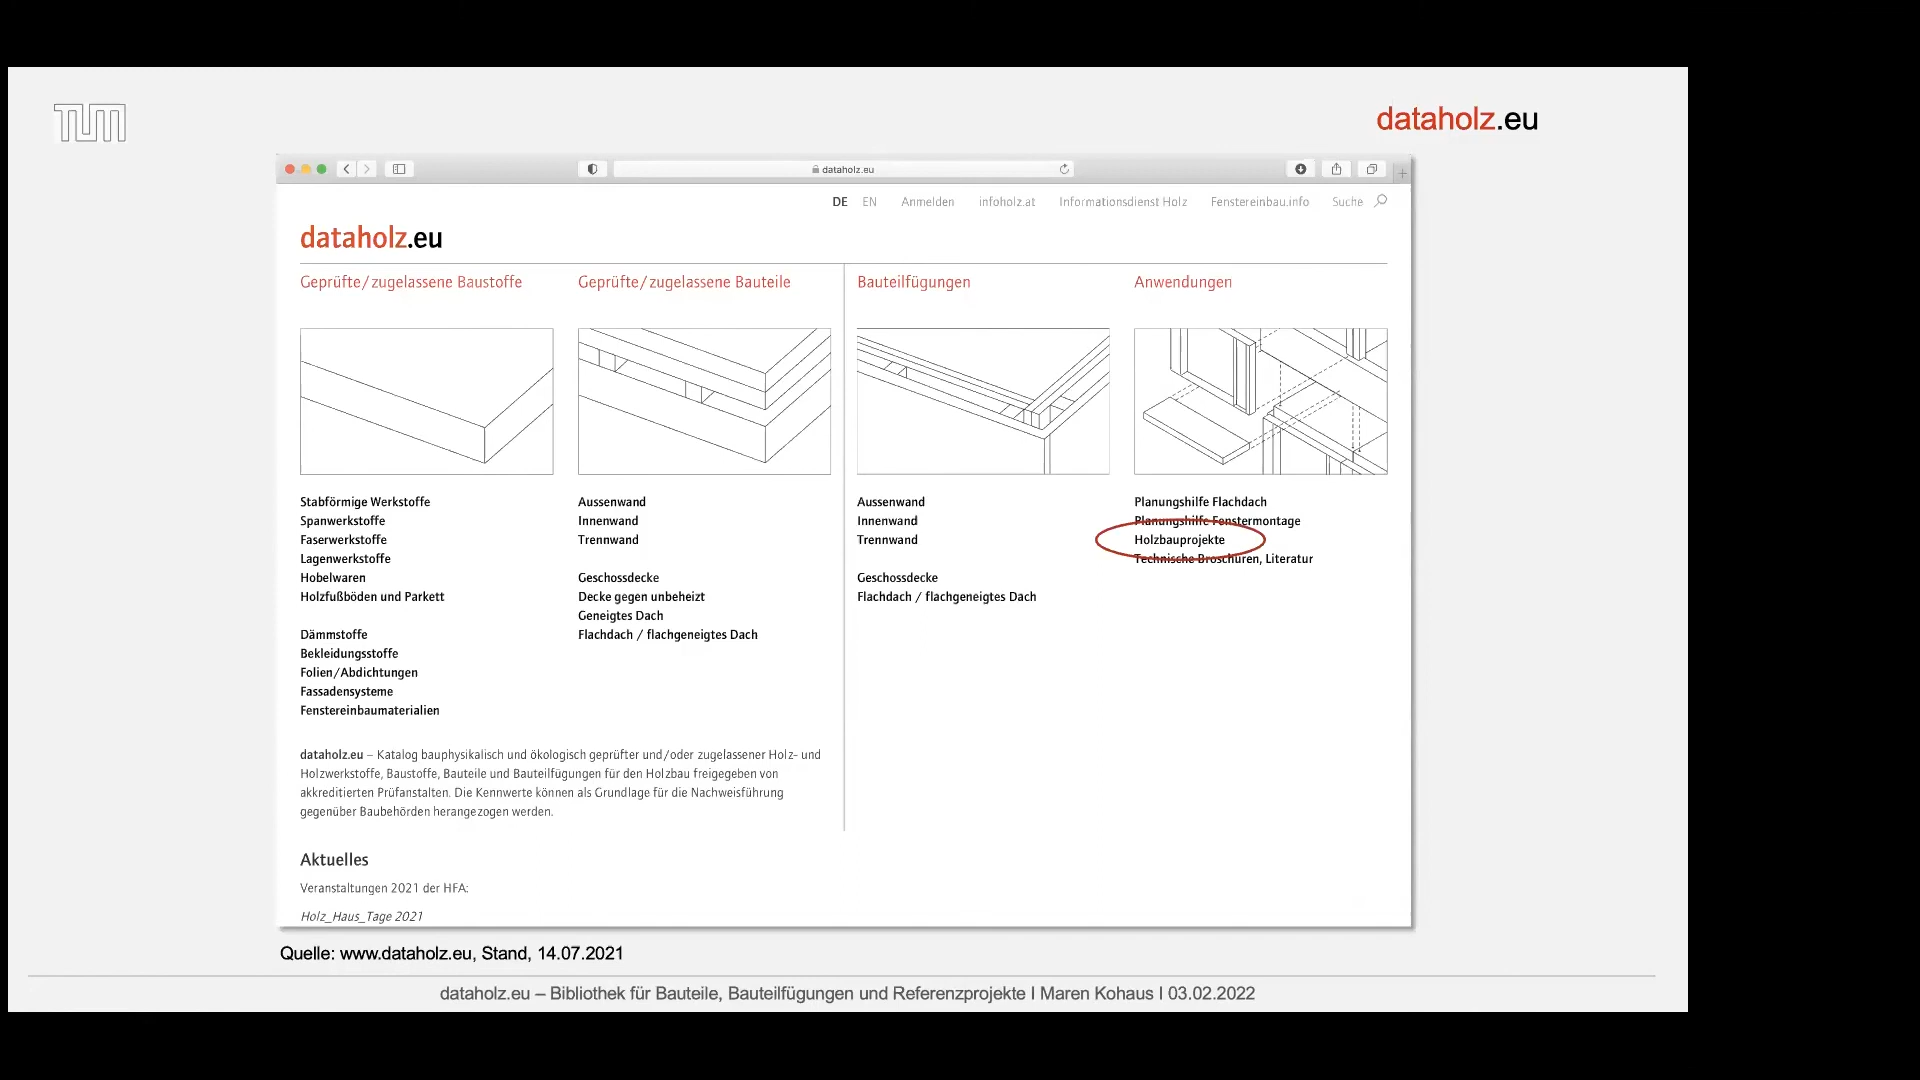 TUM
dataholz.eu
dataholz.eu
DE EN Anmelden infoholz.at Informationsdienst Holz Fenstereinbau.info Suche
dataholz.eu
Geprüfte/zugelassene Baustoffe
Stabförmige Werkstoffe
Spanwerkstoffe
Faserwerkstoffe
Lagenwerkstoffe
Hobelwaren
Holzfußböden und Parkett
Dämmstoffe
Bekleidungsstoffe
Folien/Abdichtungen
Fassadensysteme
Fenstereinbaumaterialien
Geprüfte/zugelassene Bauteile
Aussenwand
Innenwand
Trennwand
Geschossdecke
Decke gegen unbeheizt
Geneigtes Dach
Flachdach / flachgeneigtes Dach
Bauteilfügungen
Aussenwand
Innenwand
Trennwand
Geschossdecke
Flachdach / flachgeneigtes Dach
Anwendungen
Planungshilfe Flachdach
Planungshilfe Fenstermontage
Holzbauprojekte
Technische Broschüren, Literatur
dataholz.eu – Katalog bauphysikalisch und ökologisch geprüfter und/oder zugelassener Holz- und
Holzwerkstoffe, Baustoffe, Bauteile und Bauteilfügungen für den Holzbau freigegeben von
akkreditierten Prüfanstalten. Die Kennwerte können als Grundlage für die Nachweisführung
gegenüber Baubehörden herangezogen werden.
Aktuelles
Veranstaltungen 2021 der HFA:
Holz_Haus_Tage 2021
Quelle: www.dataholz.eu, Stand, 14.07.2021
dataholz.eu – Bibliothek für Bauteile, Bauteilfügungen und Referenzprojekte I Maren Kohaus I 03.02.2022